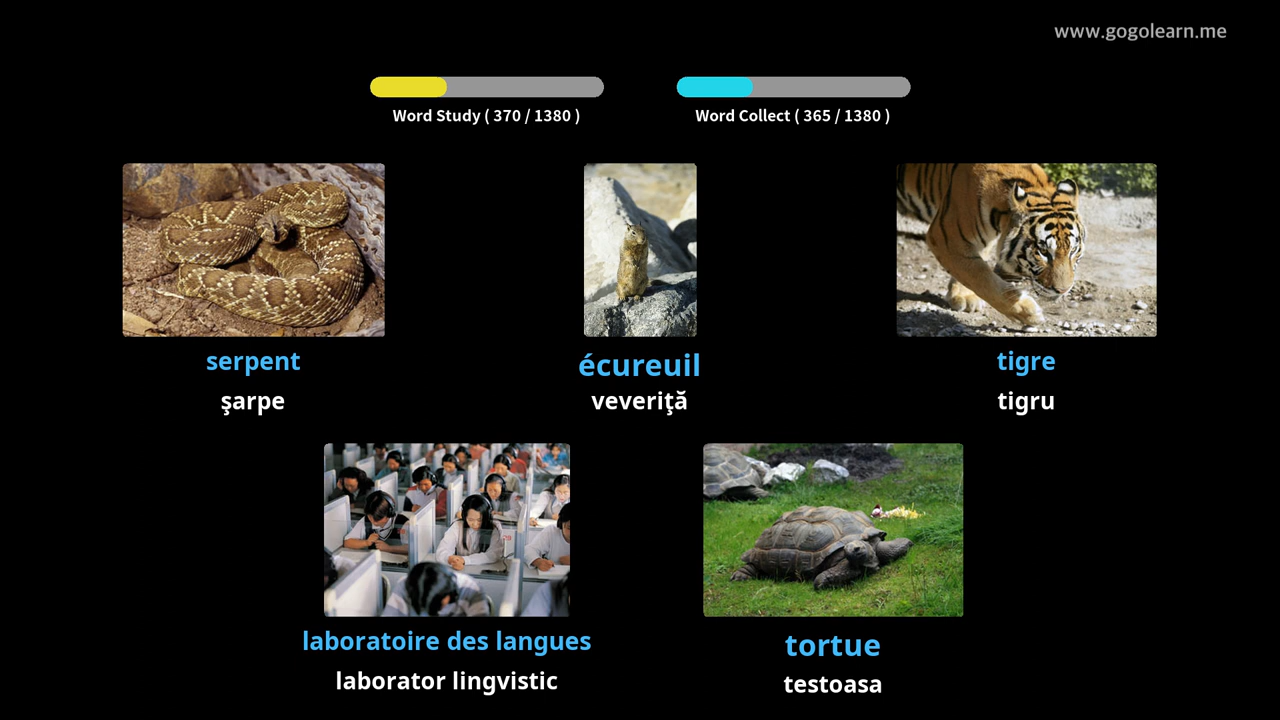 www.gogolearn.me
Word Study ( 370 / 1380 )
Word Collect ( 365 / 1380 )
serpent
şarpe
écureuil
veveriţă
tigre
tigru
laboratoire des langues
laborator lingvistic
tortue
testoasa